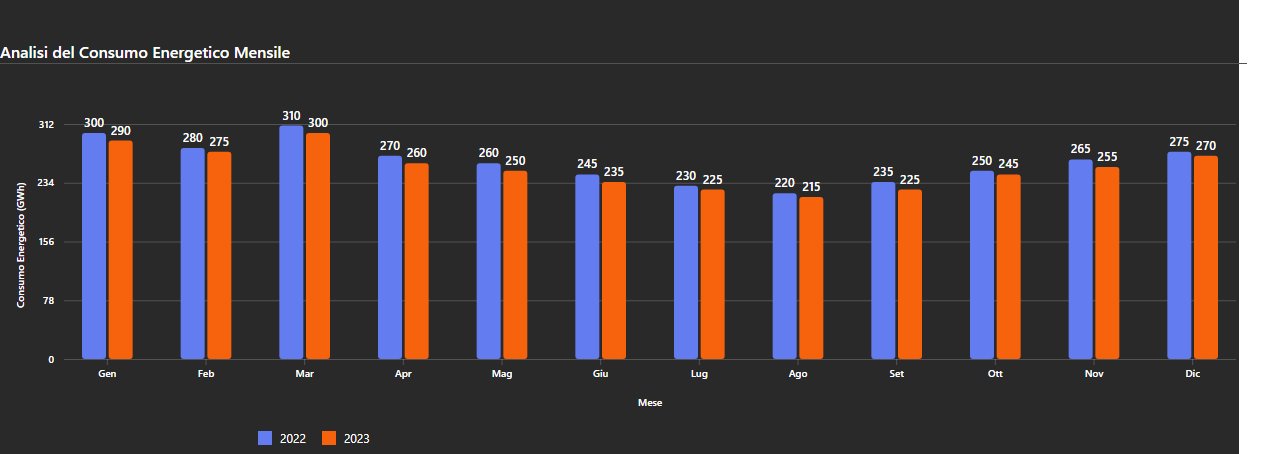 Analisi del Consumo Energetico Mensile
300 290 280 275 310 300 270 260 260 250 245 235 230 225 220 215 235 225 250 245 265 255 275 270
312
234
156
78
0
Consumo Energetico (GWh)
Gen Feb Mar Apr Mag Giu Lug Ago Set Ott Nov Dic
Mese
2022 2023